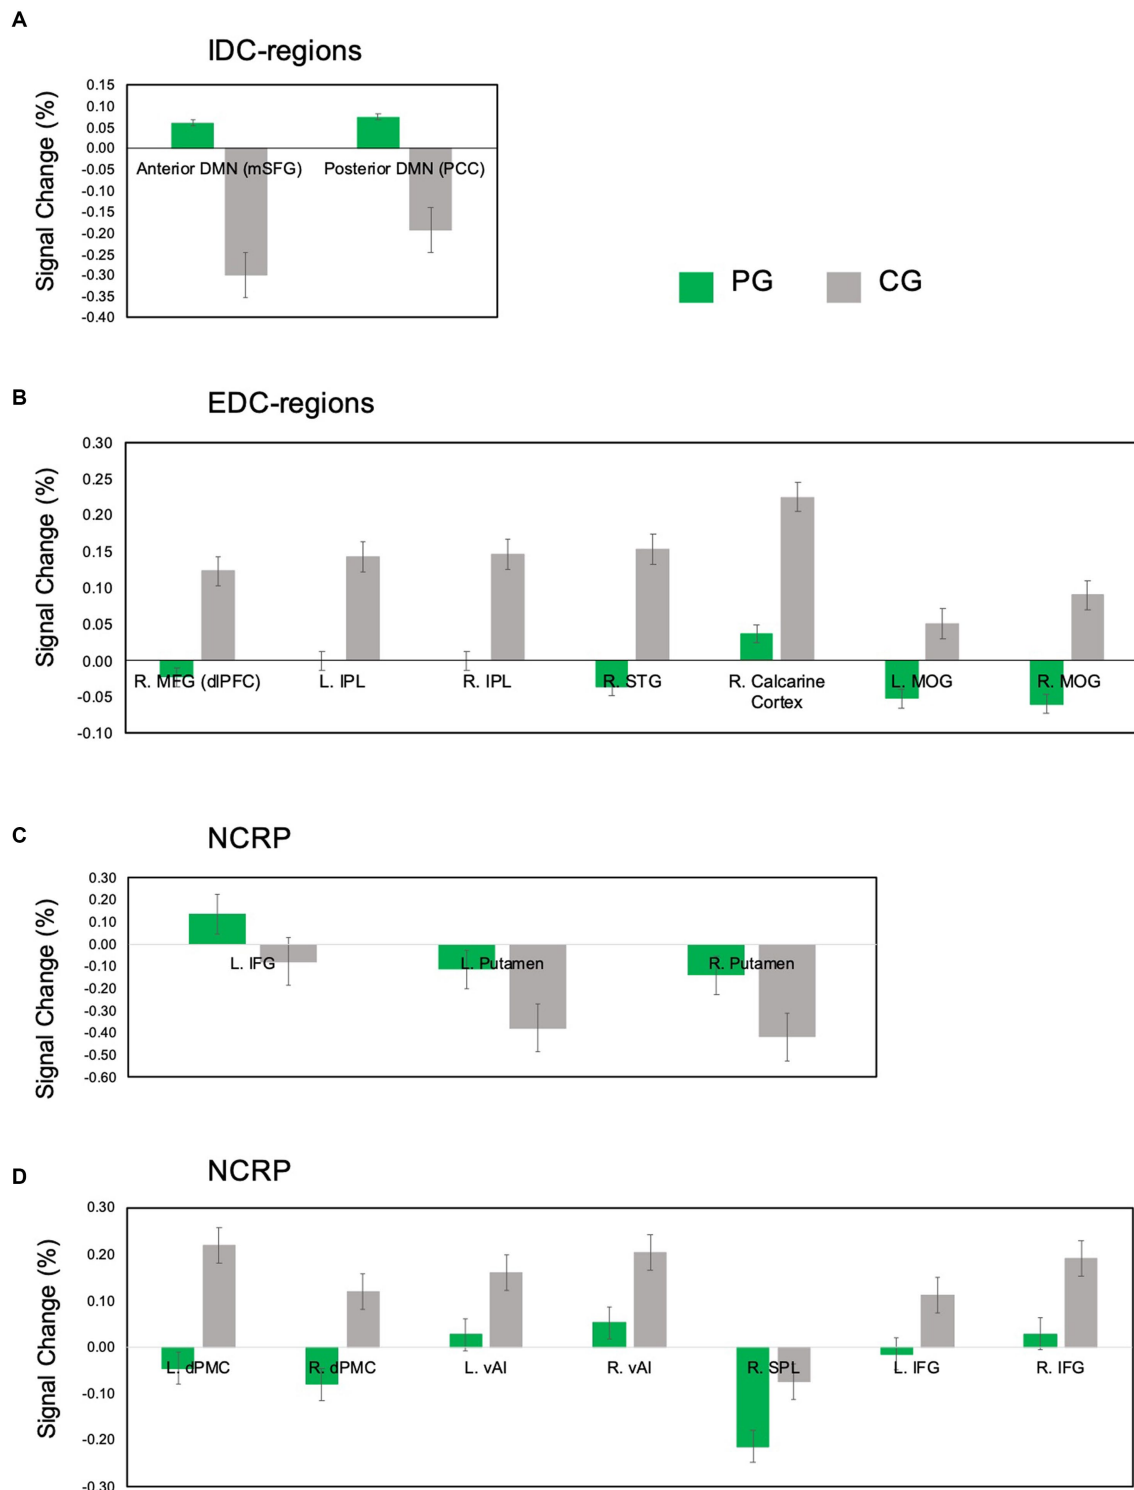 A
IDC-regions
Signal Change (%)
0.15
0.10
0.05
0.00
-0.05
-0.10
-0.15
-0.20
-0.25
-0.30
-0.35
-0.40
Anterior DMN (mSFG)
Posterior DMN (PCC)
PG
CG
B
EDC-regions
Signal Change (%)
0.30
0.25
0.20
0.15
0.10
0.05
0.00
-0.05
-0.10
R. MFG (dlPFC)
L. IPL
R. IPL
R. STG
R. Calcarine
Cortex
L. MOG
R. MOG
C
NCRP
Signal Change (%)
0.30
0.20
0.10
0.00
-0.10
-0.20
-0.30
-0.40
-0.50
-0.60
L. IFG
L. Putamen
R. Putamen
D
NCRP
Signal Change (%)
0.30
0.20
0.10
0.00
-0.10
-0.20
-0.30
L. dPMC
R. dPMC
L. vAI
R. vAI
R. SPL
L. IFG
R. IFG